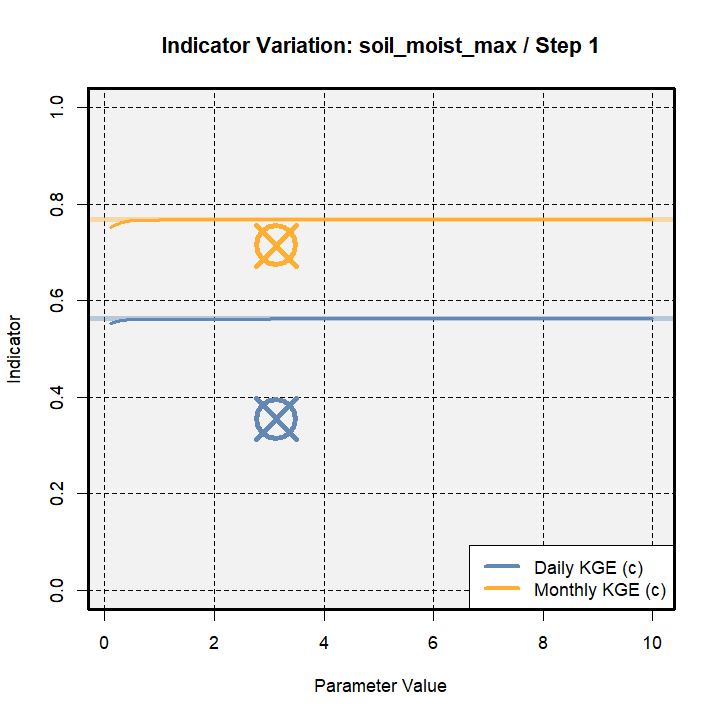 Indicator Variation: soil_moist_max / Step 1
1.0
0.8
0.6
0.4
0.2
0.0
Indicator
Daily KGE (c)
Monthly KGE (c)
0 2 4 6 8 10
Parameter Value